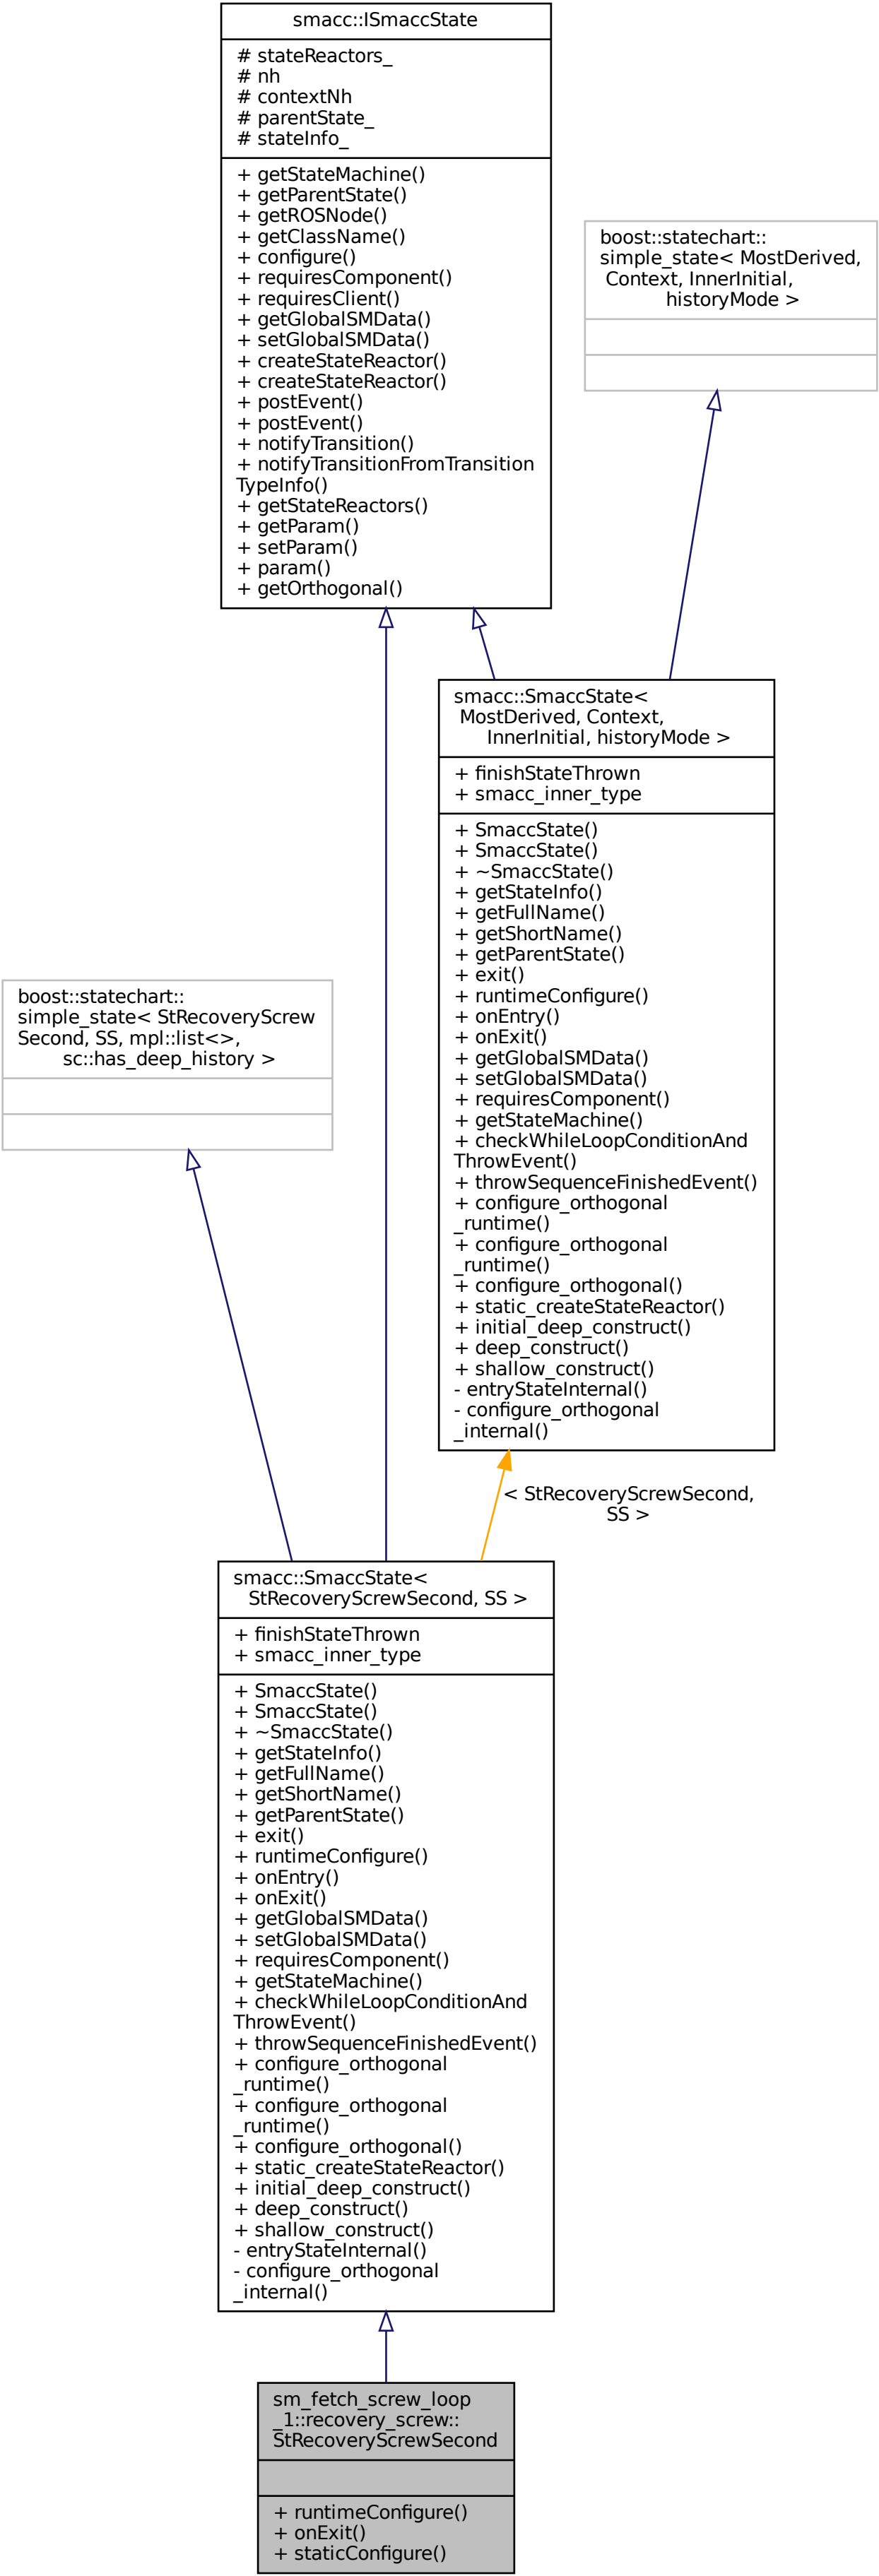 smacc::ISmaccState
# stateReactors_
# nh
# contextNh
# parentState_
# stateInfo_
+ getStateMachine()
+ getParentState()
+ getROSNode()
+ getClassName()
+ configure()
+ requiresComponent()
+ requiresClient()
+ getGlobalSMData()
+ setGlobalSMData()
+ createStateReactor()
+ createStateReactor()
+ postEvent()
+ postEvent()
+ notifyTransition()
+ notifyTransitionFromTransition
TypeInfo()
+ getStateReactors()
+ getParam()
+ setParam()
+ param()
+ getOrthogonal()
boost::statechart::
simple_state< MostDerived,
Context, InnerInitial,
historyMode >
smacc::SmaccState<
MostDerived, Context,
InnerInitial, historyMode >
+ finishStateThrown
+ smacc_inner_type
+ SmaccState()
+ SmaccState()
+ ~SmaccState()
+ getStateInfo()
+ getFullName()
+ getShortName()
+ getParentState()
+ exit()
+ runtimeConfigure()
+ onEntry()
+ onExit()
+ getGlobalSMData()
+ setGlobalSMData()
+ requiresComponent()
+ getStateMachine()
+ checkWhileLoopConditionAnd
ThrowEvent()
+ throwSequenceFinishedEvent()
+ configure_orthogonal
_runtime()
+ configure_orthogonal
_runtime()
+ configure_orthogonal()
+ static_createStateReactor()
+ initial_deep_construct()
+ deep_construct()
+ shallow_construct()
- entryStateInternal()
- configure_orthogonal
_internal()
boost::statechart::
simple_state< StRecoveryScrew
Second, SS, mpl::list<>,
sc::has_deep_history >
< StRecoveryScrewSecond,
SS >
smacc::SmaccState<
StRecoveryScrewSecond, SS >
+ finishStateThrown
+ smacc_inner_type
+ SmaccState()
+ SmaccState()
+ ~SmaccState()
+ getStateInfo()
+ getFullName()
+ getShortName()
+ getParentState()
+ exit()
+ runtimeConfigure()
+ onEntry()
+ onExit()
+ getGlobalSMData()
+ setGlobalSMData()
+ requiresComponent()
+ getStateMachine()
+ checkWhileLoopConditionAnd
ThrowEvent()
+ throwSequenceFinishedEvent()
+ configure_orthogonal
_runtime()
+ configure_orthogonal
_runtime()
+ configure_orthogonal()
+ static_createStateReactor()
+ initial_deep_construct()
+ deep_construct()
+ shallow_construct()
- entryStateInternal()
- configure_orthogonal
_internal()
sm_fetch_screw_loop
_1::recovery_screw::
StRecoveryScrewSecond
+ runtimeConfigure()
+ onExit()
+ staticConfigure()